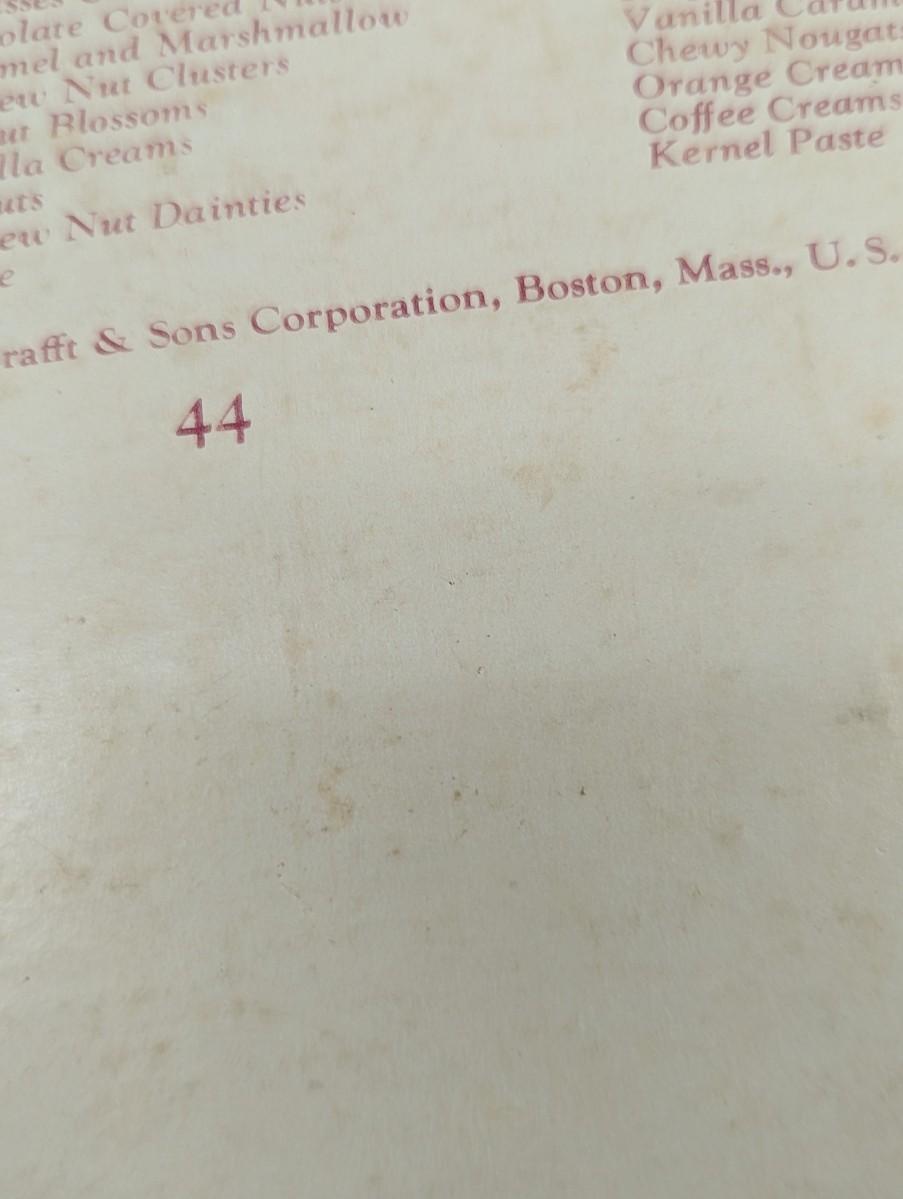 olate Covered
mel and Marshmallow
ew Nut Clusters
ut Blossoms
lla Creams
uts
ew Nut Dainties
e
Vanilla Caram
Chewy Nougats
Orange Cream
Coffee Creams
Kernel Paste
rafft & Sons Corporation, Boston, Mass., U. S.
44